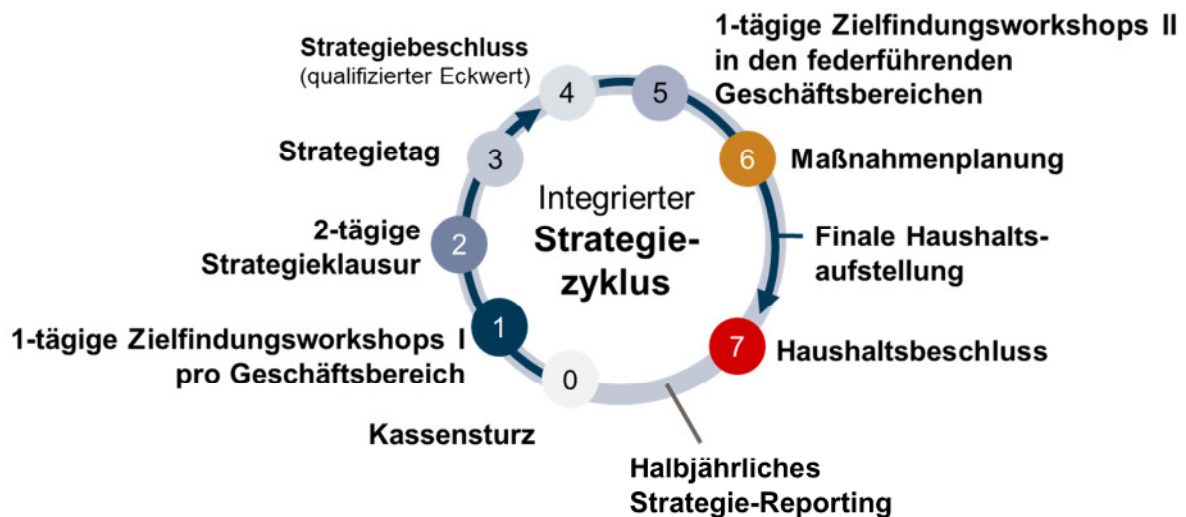 Integrierter
Strategie-
zyklus
0
Kassensturz
1
1-tägige Zielfindungsworkshops I
pro Geschäftsbereich
2
2-tägige
Strategieklausur
3
Strategietag
4
Strategiebeschluss
(qualifizierter Eckwert)
5
1-tägige Zielfindungsworkshops II
in den federführenden
Geschäftsbereichen
6
Maßnahmenplanung
Finale Haushalts-
aufstellung
7
Haushaltsbeschluss
Halbjährliches
Strategie-Reporting